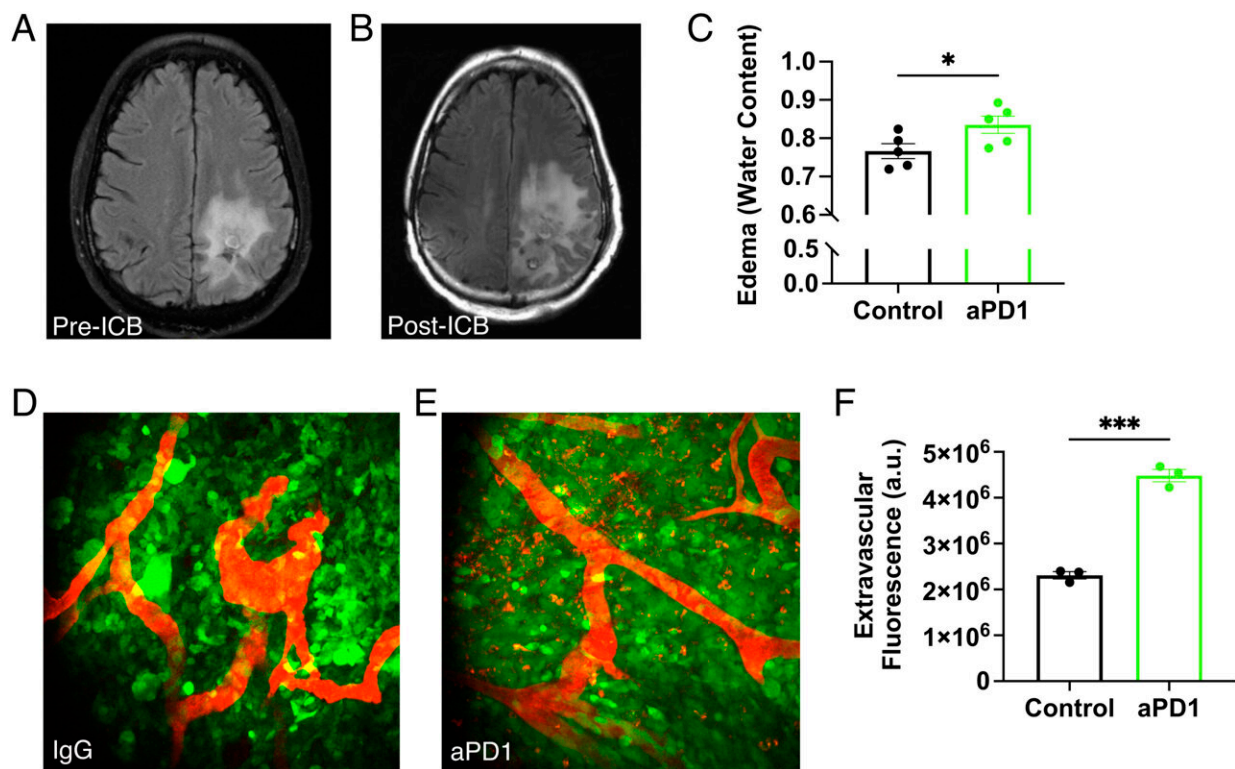 A
Pre-ICB
B
Post-ICB
C
*
Edema (Water Content)
1.0
0.9
0.8
0.7
0.6
0.5
0.0
Control aPD1
D
IgG
E
aPD1
F
***
Extravascular
Fluorescence (a.u.)
5×10⁶
4×10⁶
3×10⁶
2×10⁶
1×10⁶
0
Control aPD1